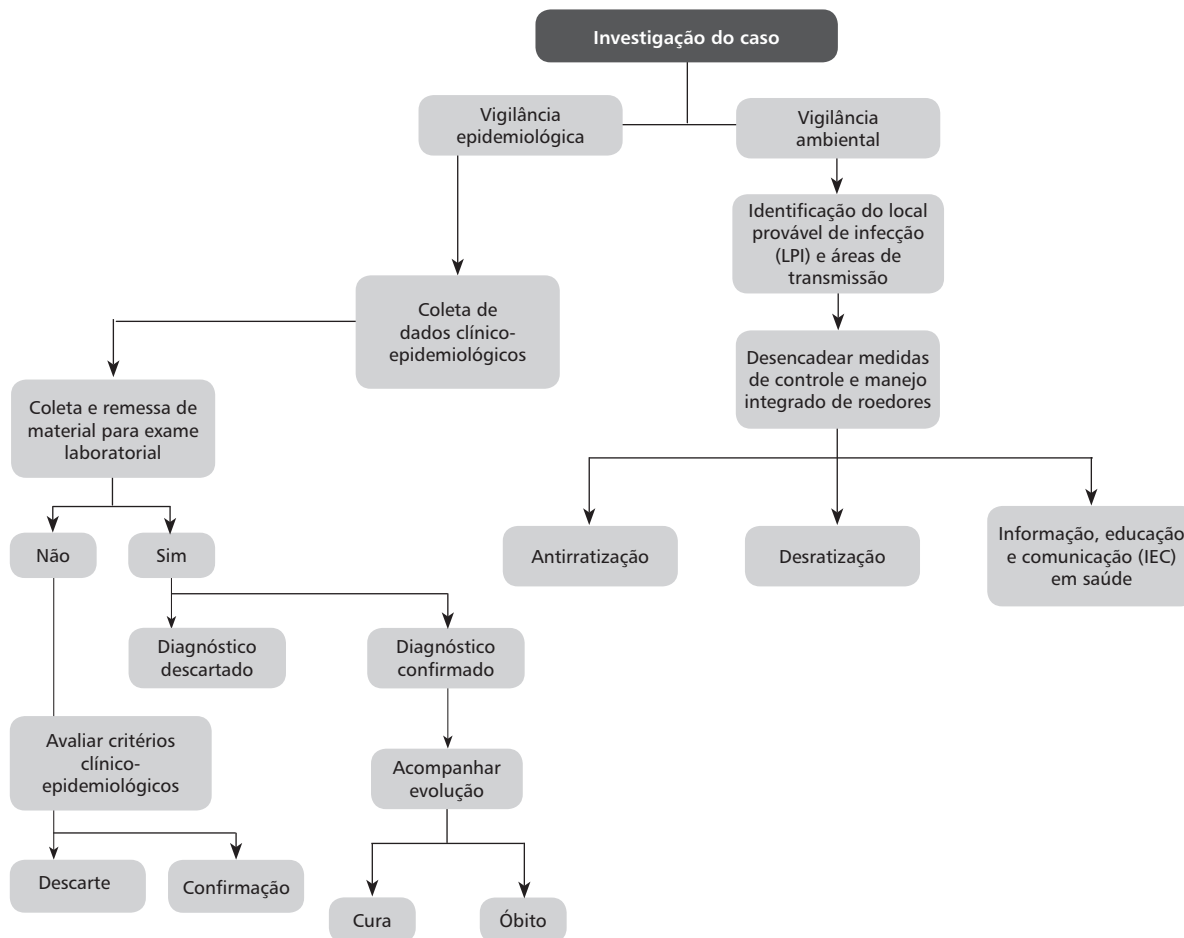 Investigação do caso
Vigilância
epidemiológica
Vigilância
ambiental
Identificação do local
provável de infecção
(LPI) e áreas de
transmissão
Coleta de
dados clínico-
epidemiológicos
Desencadear medidas
de controle e manejo
integrado de roedores
Coleta e remessa de
material para exame
laboratorial
Não
Sim
Antirratização
Desratização
Informação, educação
e comunicação (IEC)
em saúde
Diagnóstico
descartado
Diagnóstico
confirmado
Avaliar critérios
clínico-
epidemiológicos
Acompanhar
evolução
Descarte
Confirmação
Cura
Óbito